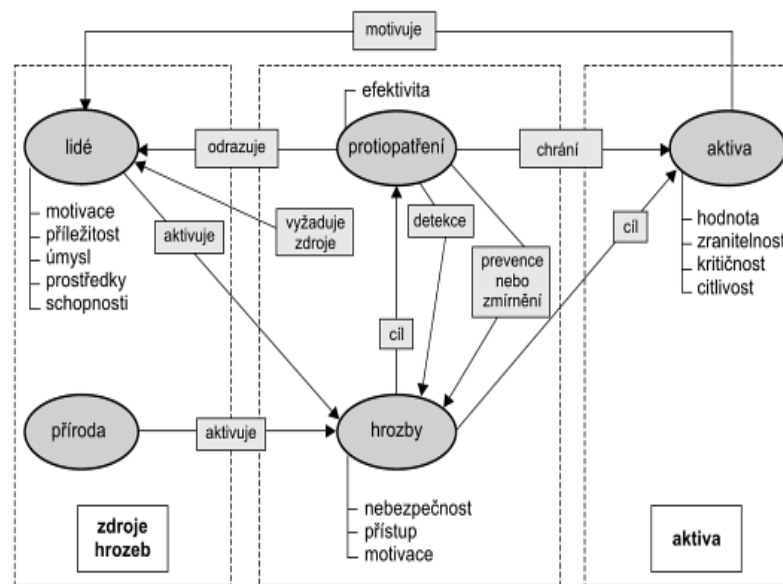 motivuje
efektivita
lidé
odrazuje
protiopatření
chrání
aktiva
motivace
příležitost
úmysl
prostředky
schopnosti
aktivuje
vyžaduje
zdroje
detekce
prevence
nebo
zmírnění
cíl
hodnota
zranitelnost
kritičnost
citlivost
cíl
příroda
aktivuje
hrozby
nebezpečnost
přístup
motivace
zdroje
hrozeb
aktiva